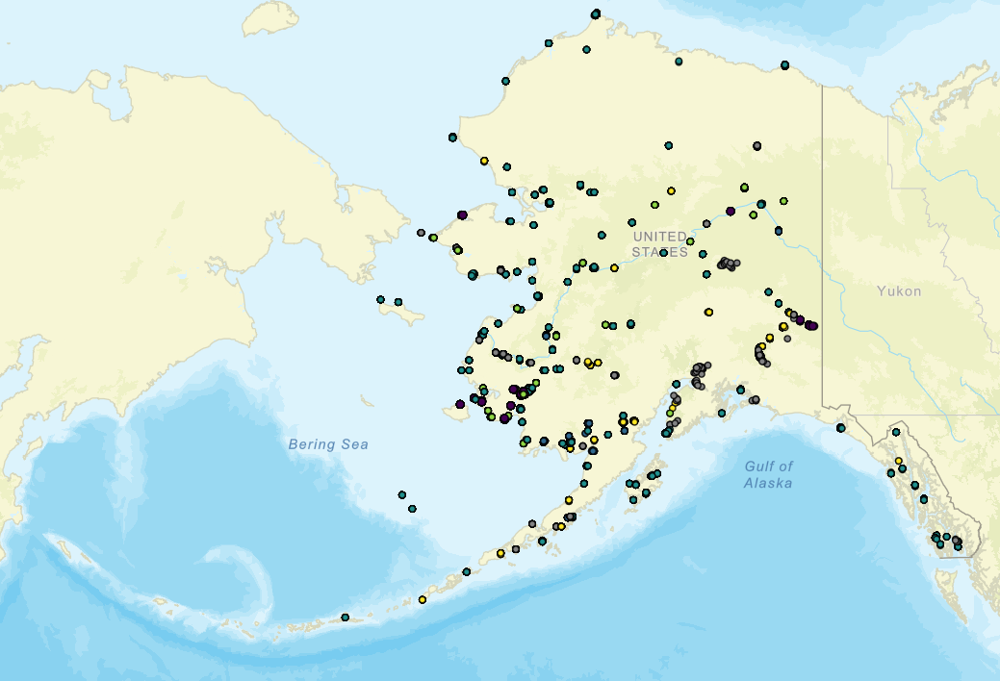 UNITED
STATES
Yukon
Bering Sea
Gulf of
Alaska